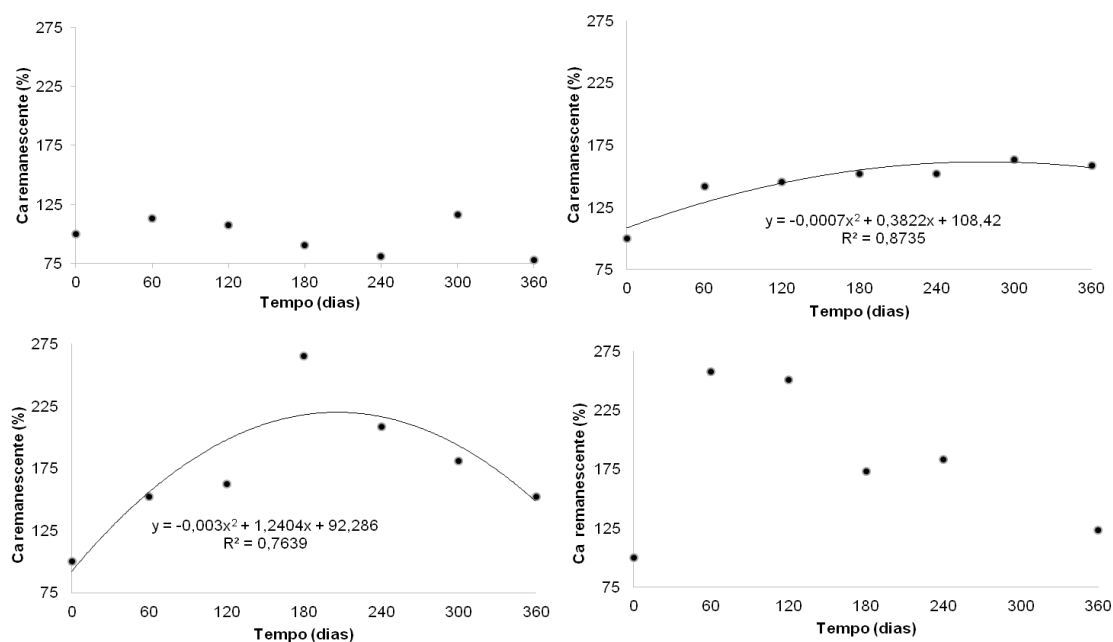 Ca remanescente (%)
275
225
175
125
75
0 60 120 180 240 300 360
Tempo (dias)
Ca remanescente (%)
275
225
175
125
75
y = -0,0007x² + 0,3822x + 108,42
R² = 0,8735
0 60 120 180 240 300 360
Tempo (dias)
Ca remanescente (%)
275
225
175
125
75
y = -0,003x² + 1,2404x + 92,286
R² = 0,7639
0 60 120 180 240 300 360
Tempo (dias)
Ca remanescente (%)
275
225
175
125
75
0 60 120 180 240 300 360
Tempo (dias)